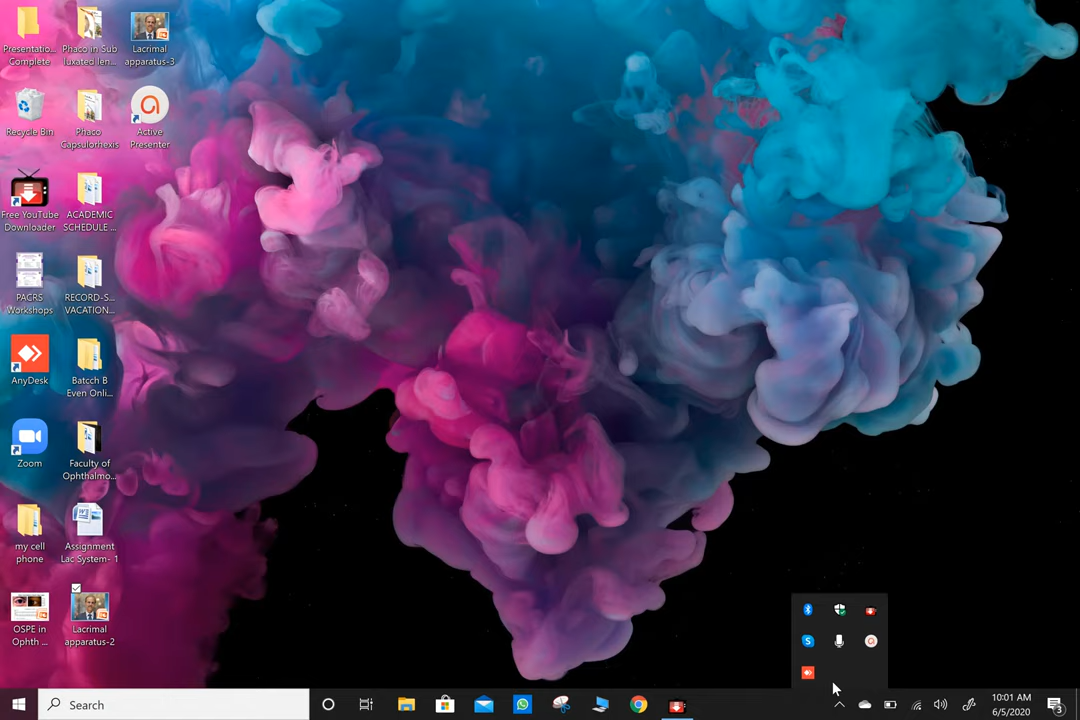 Presentatio...
Complete
Phaco in Sub
luxated len...
Lacrimal
apparatus-3
Recycle Bin
Phaco
Capsulorhexis
Active
Presenter
Free YouTube
Downloader
ACADEMIC
SCHEDULE ...
PACRS
Workshops
RECORD-S...
VACATION...
AnyDesk
Batcch B
Even Onli...
Zoom
Faculty of
Ophthalmo...
my cell
phone
Assignment
Lac System- 1
OSPE in
Ophth ...
Lacrimal
apparatus-2
Search
10:01 AM
6/5/2020
3